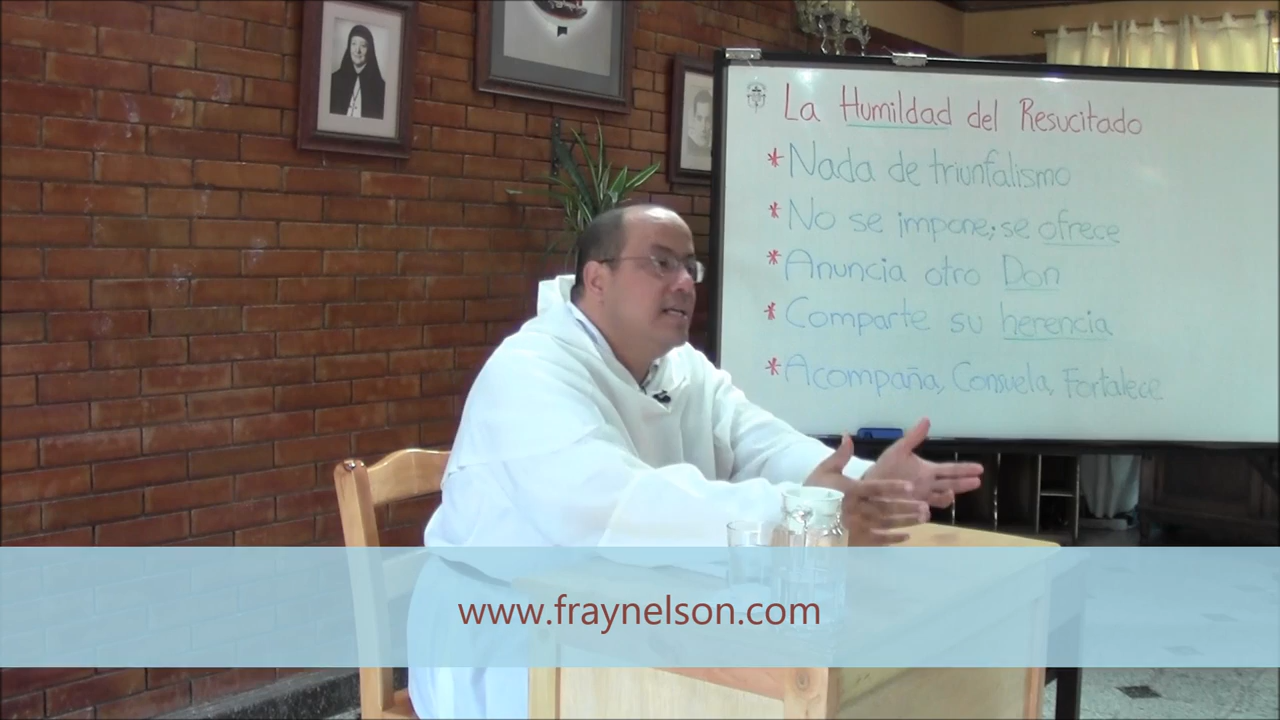 La Humildad del Resucitado
* Nada de triunfalismo
* No se impone; se ofrece
* Anuncia otro Don
* Comparte su herencia
* Acompaña, Consuela, Fortalece
www.fraynelson.com